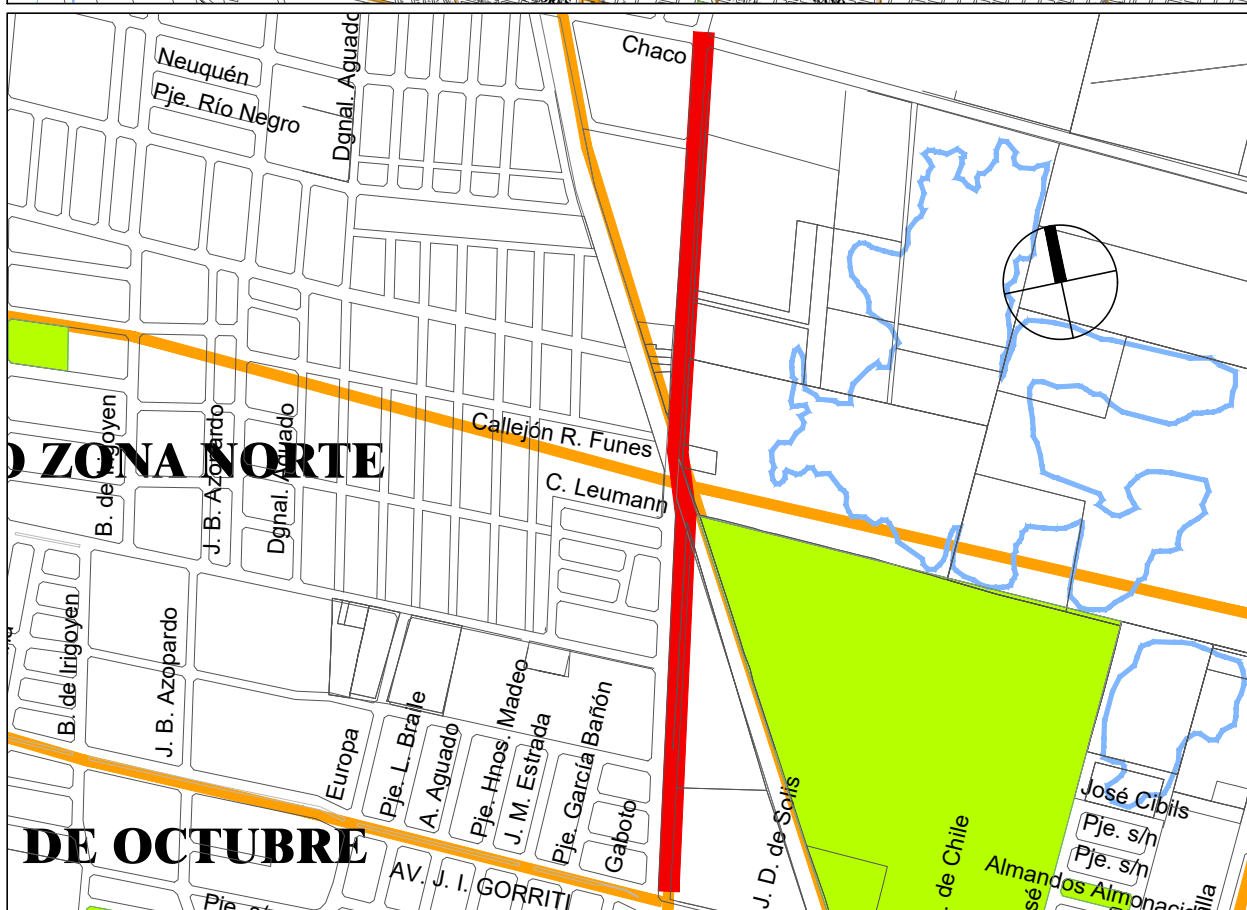 Chaco
Neuquén
Pje. Río Negro
Dgnal. Aguado
Callejón R. Funes
C. Leumann
B. de Irigoyen
J. B. Azopardo
Dgnal. Aguado
O ZONA NORTE
B. de Irigoyen
J. B. Azopardo
Europa
Pje. L. Braile
A. Aguado
Pje. Hnos. Madeo
J. M. Estrada
Pje. García Bañón
Gaboto
J. D. de Solís
de Chile
José Cibils
Pje. s/n
Pje. s/n
Almandos Almonacid
DE OCTUBRE
AV. J. I. GORRITI